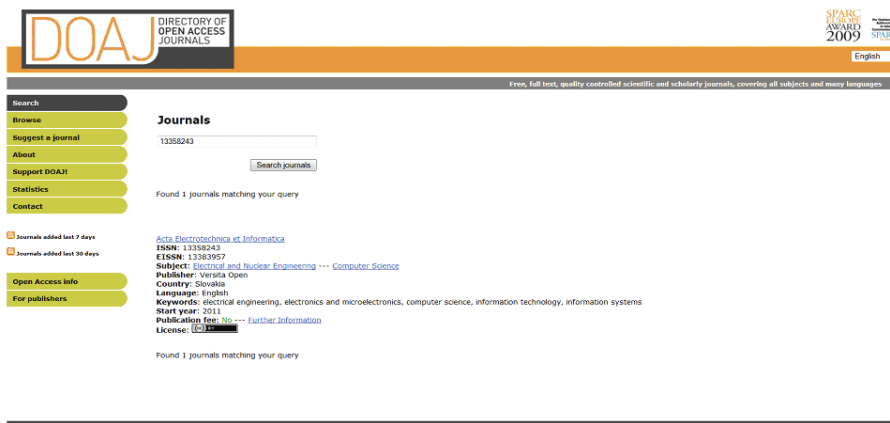 DOAJ
DIRECTORY OF
OPEN ACCESS
JOURNALS
SPARC
EUROPE
AWARD
2009
SPAR
English
Free, full text, quality controlled scientific and scholarly journals, covering all subjects and many languages
Search
Browse
Suggest a journal
About
Support DOAJ!
Statistics
Contact
Journals added last 7 days
Journals added last 30 days
Open Access info
For publishers
Journals
13358243
Search journals
Found 1 journals matching your query
Acta Electrotechnica et Informatica
ISSN: 13358243
EISSN: 13383957
Subject: Electrical and Nuclear Engineering --- Computer Science
Publisher: Versita Open
Country: Slovakia
Language: English
Keywords: electrical engineering, electronics and microelectronics, computer science, information technology, information systems
Start year: 2011
Publication fee: No --- Further Information
License: CC BY
Found 1 journals matching your query